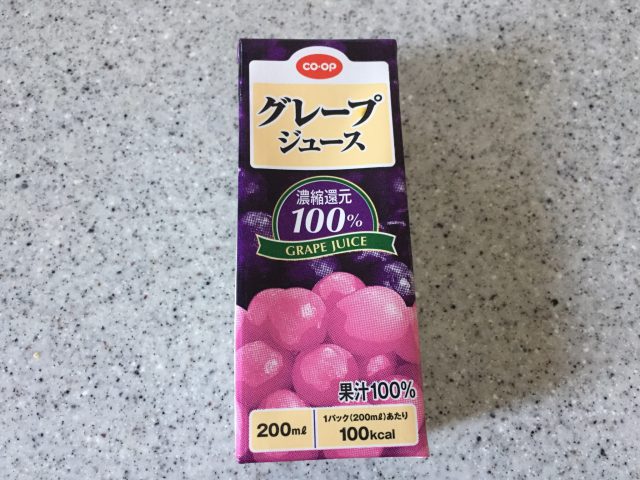 CO·OP
グレープ
ジュース
濃縮還元
100%
GRAPE JUICE
果汁100%
200mℓ
1パック(200mℓ)あたり
100kcal